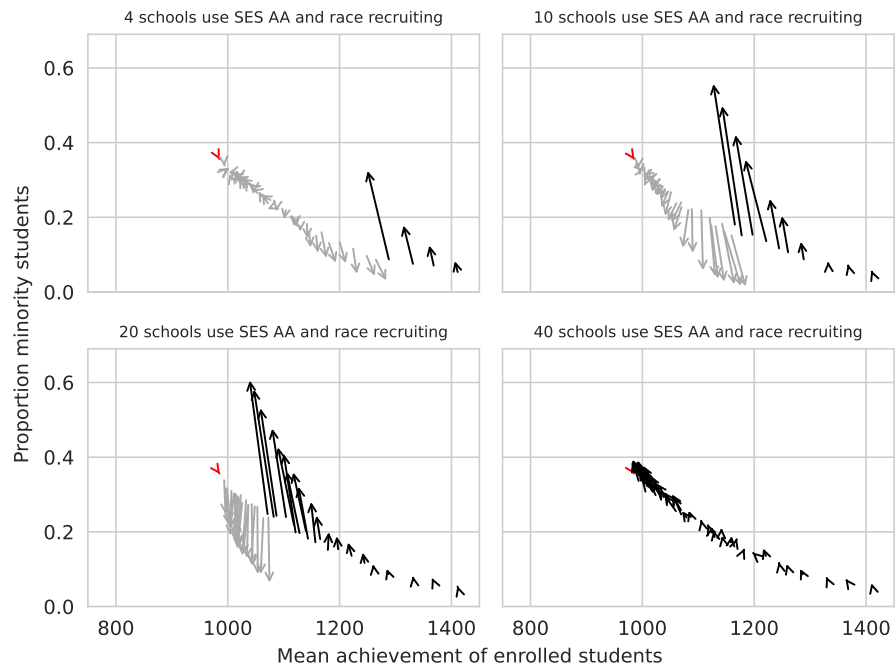 4 schools use SES AA and race recruiting
10 schools use SES AA and race recruiting
0.6
0.4
0.2
0.0
20 schools use SES AA and race recruiting
40 schools use SES AA and race recruiting
0.6
0.4
0.2
0.0
Proportion minority students
800 1000 1200 1400
800 1000 1200 1400
Mean achievement of enrolled students